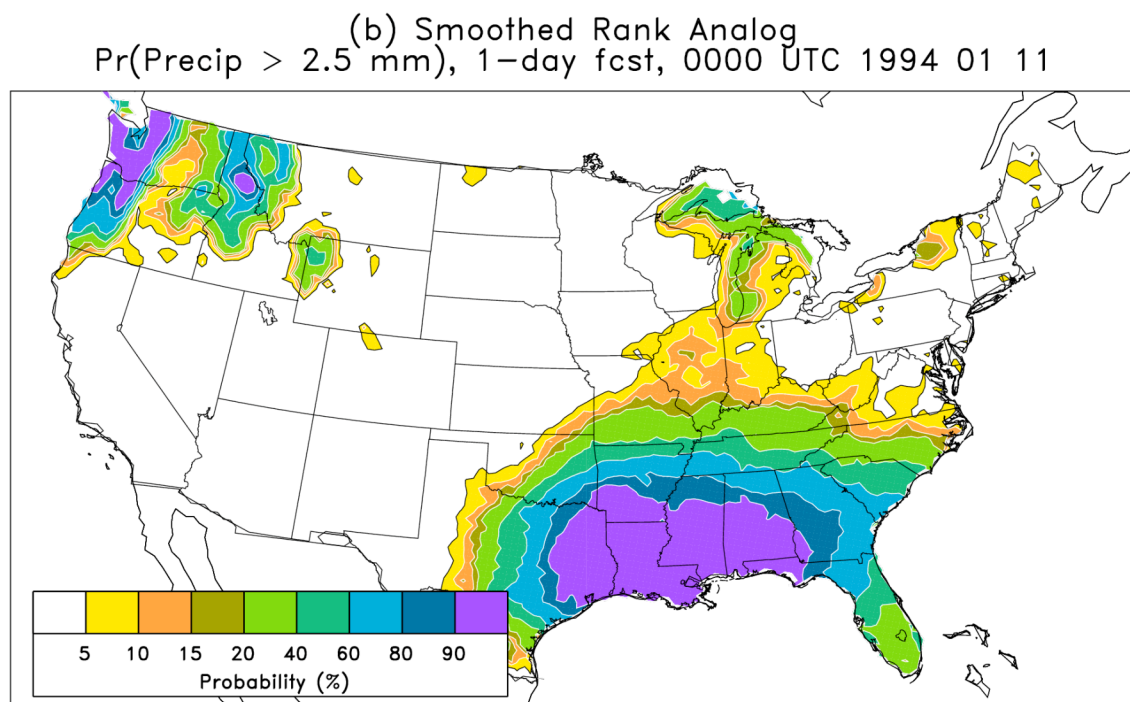 (b) Smoothed Rank Analog
Pr(Precip > 2.5 mm), 1-day fcst, 0000 UTC 1994 01 11
5 10 15 20 40 60 80 90
Probability (%)